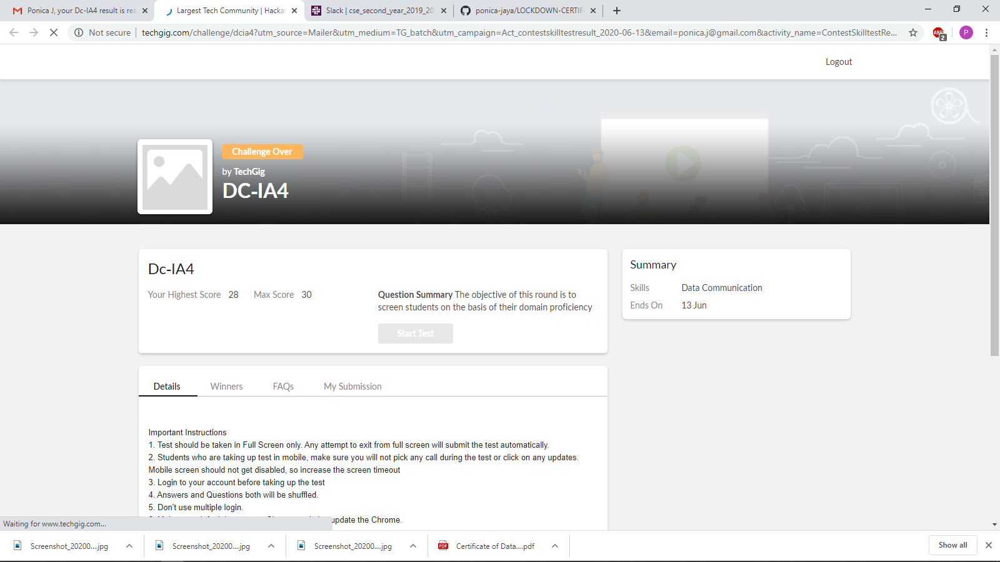 Ponica J, your Dc-IA4 result is rea
Largest Tech Community | Hacka
Slack | cse_second_year_2019_20
ponica-jaya/LOCKDOWN-CERTIFI
Not secure
techgig.com/challenge/dcia4?utm_source=Mailer&utm_medium=TG_batch&utm_campaign=Act_contestskilltestresult_2020-06-13&email=ponica.j@gmail.com&activity_name=ContestSkilltestRe...
ABP
2
P
Logout
Challenge Over
by TechGig
DC-IA4
Dc-IA4
Your Highest Score 28 Max Score 30
Question Summary The objective of this round is to
screen students on the basis of their domain proficiency
Start Test
Summary
Skills Data Communication
Ends On 13 Jun
Details Winners FAQs My Submission
Important Instructions
1. Test should be taken in Full Screen only. Any attempt to exit from full screen will submit the test automatically.
2. Students who are taking up test in mobile, make sure you will not pick any call during the test or click on any updates.
Mobile screen should not get disabled, so increase the screen timeout
3. Login to your account before taking up the test
4. Answers and Questions both will be shuffled.
5. Don't use multiple login.
update the Chrome.
Waiting for www.techgig.com...
Screenshot_20200....jpg
Screenshot_20200....jpg
Screenshot_20200....jpg
PDF
Certificate of Data....pdf
Show all